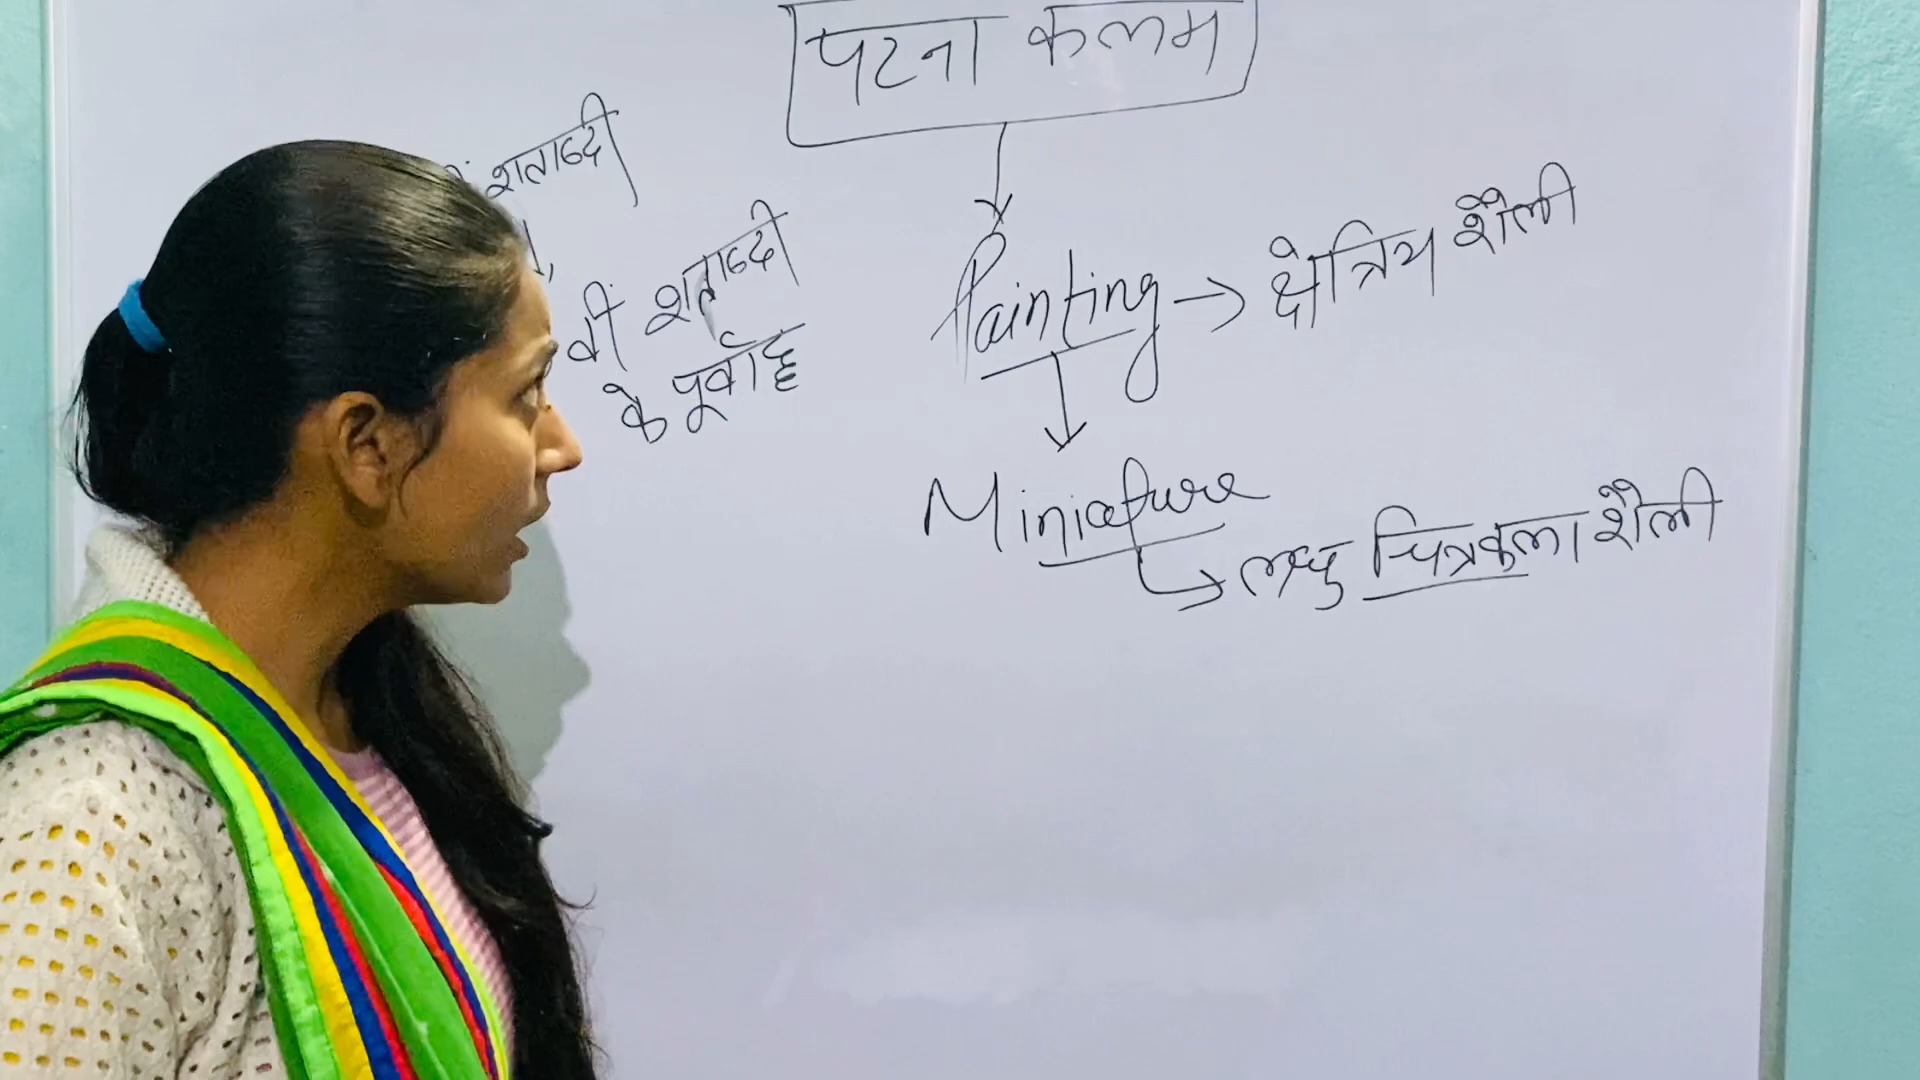 पटना कलम
शताब्दी
वीं शताब्दी
के पूर्वार्द्ध
Painting → क्षेत्रिय शैली
Miniature
लघु चित्रकला शैली